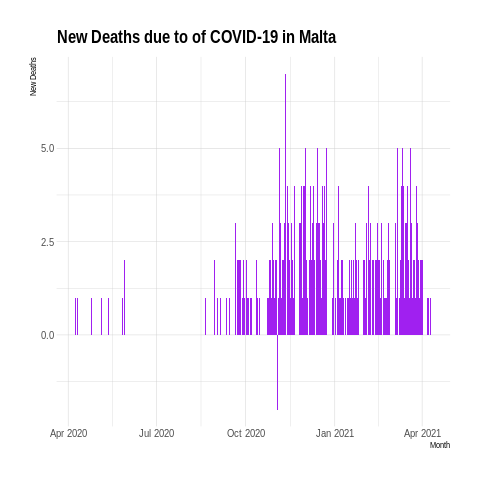 New Deaths due to of COVID-19 in Malta
New Deaths
5.0
2.5
0.0
Apr 2020 Jul 2020 Oct 2020 Jan 2021 Apr 2021
Month